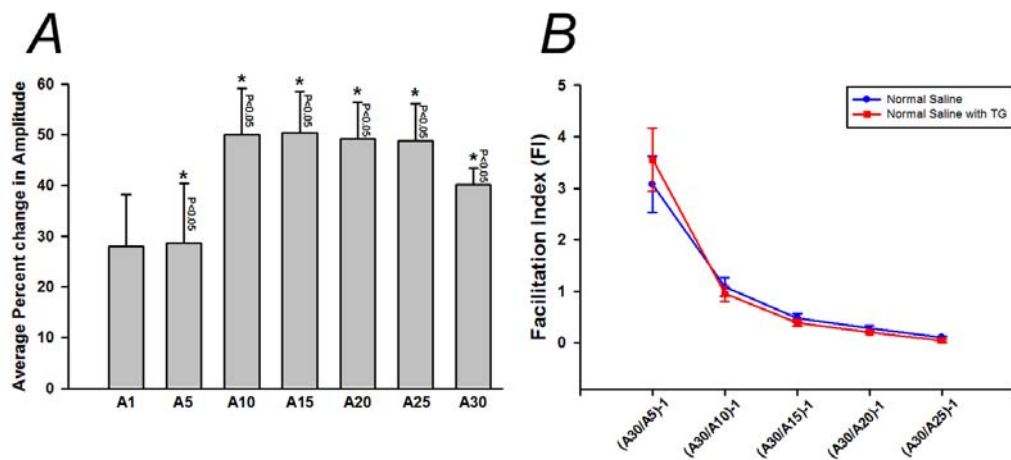 A
B
Average Percent change in Amplitude
60
50
40
30
20
10
0
*
P<0.05
*
P<0.05
*
P<0.05
*
P<0.05
*
P<0.05
*
P<0.05
A1 A5 A10 A15 A20 A25 A30
Facilitation Index (FI)
5
4
3
2
1
0
Normal Saline
Normal Saline with TG
(A30/A5)-1
(A30/A10)-1
(A30/A15)-1
(A30/A20)-1
(A30/A25)-1